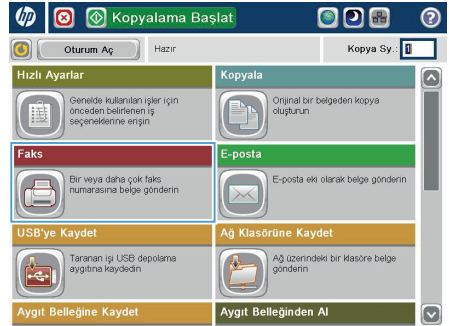 Kopyalama Başlat
?
Oturum Aç
Hazır
Kopya Sy.: 1
Hızlı Ayarlar
Genelde kullanılan işler için
önceden belirlenen iş
seçeneklerine erişin
Kopyala
Orijinal bir belgeden kopya
oluşturun
Faks
Bir veya daha çok faks
numarasına belge gönderin
E-posta
E-posta eki olarak belge gönderin
USB'ye Kaydet
Taranan işi USB depolama
aygıtına kaydedin
Ağ Klasörüne Kaydet
Ağ üzerindeki bir klasöre belge
gönderin
Aygıt Belleğine Kaydet
Aygıt Belleğinden Al